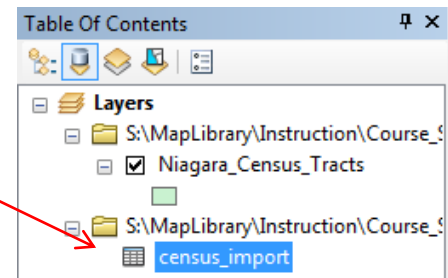 Table Of Contents
Layers
S:\MapLibrary\Instruction\Course_S
Niagara_Census_Tracts
S:\MapLibrary\Instruction\Course_S
census_import